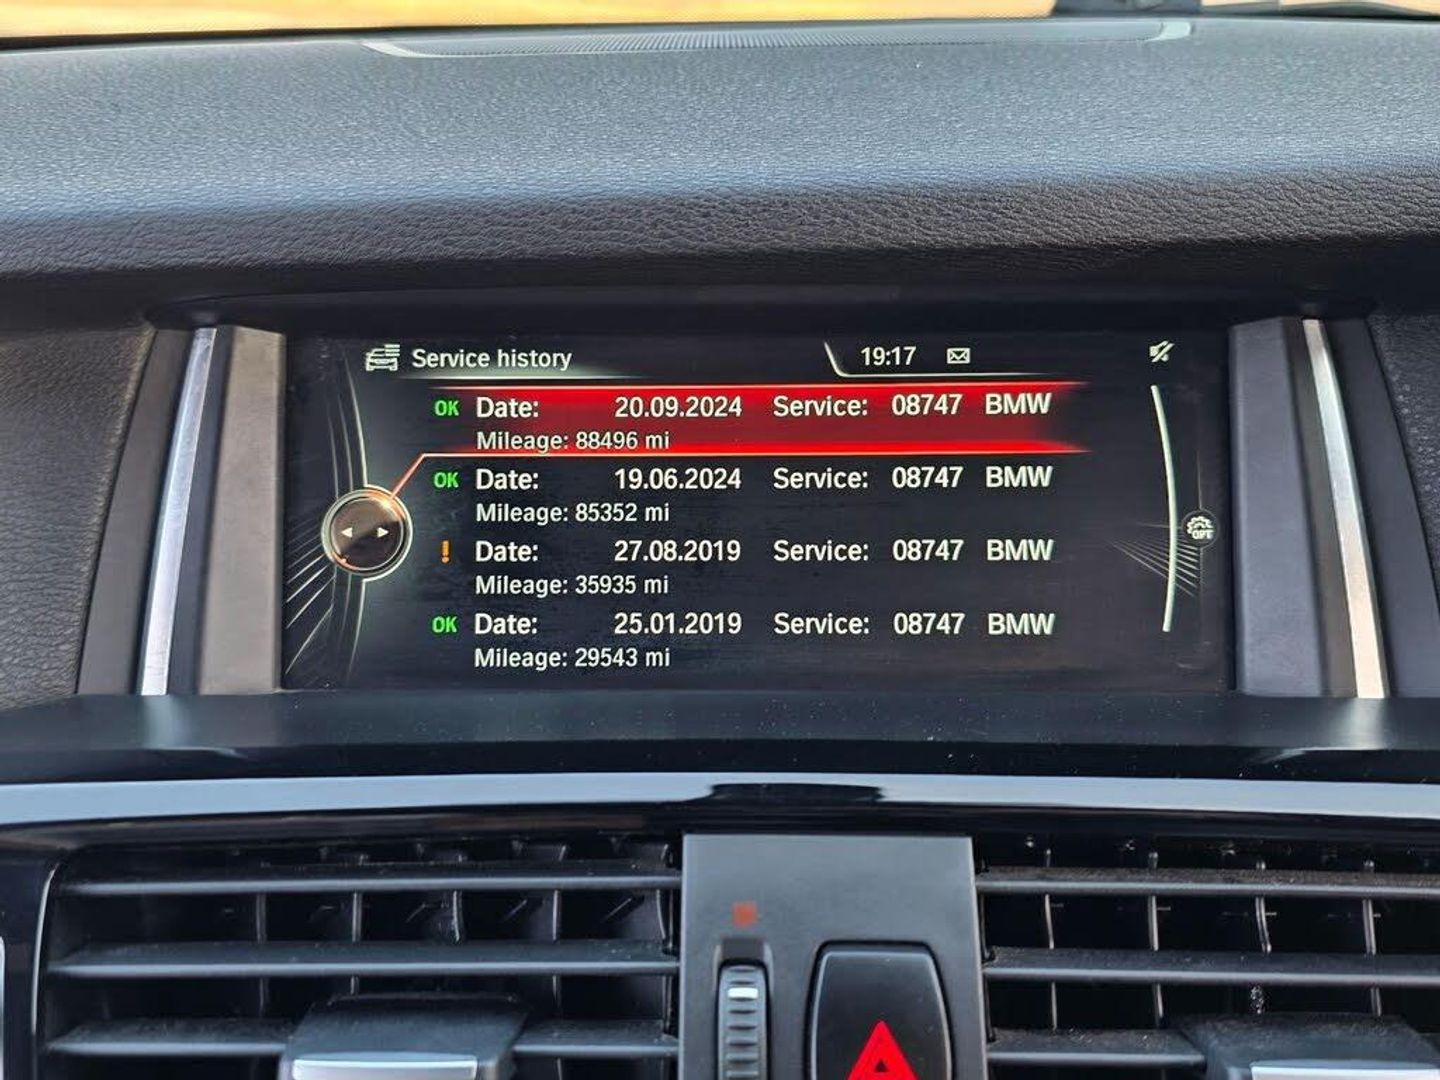 Service history 19:17
OK Date: 20.09.2024 Service: 08747 BMW
Mileage: 88496 mi
OK Date: 19.06.2024 Service: 08747 BMW
Mileage: 85352 mi
! Date: 27.08.2019 Service: 08747 BMW
Mileage: 35935 mi
OK Date: 25.01.2019 Service: 08747 BMW
Mileage: 29543 mi
OPT